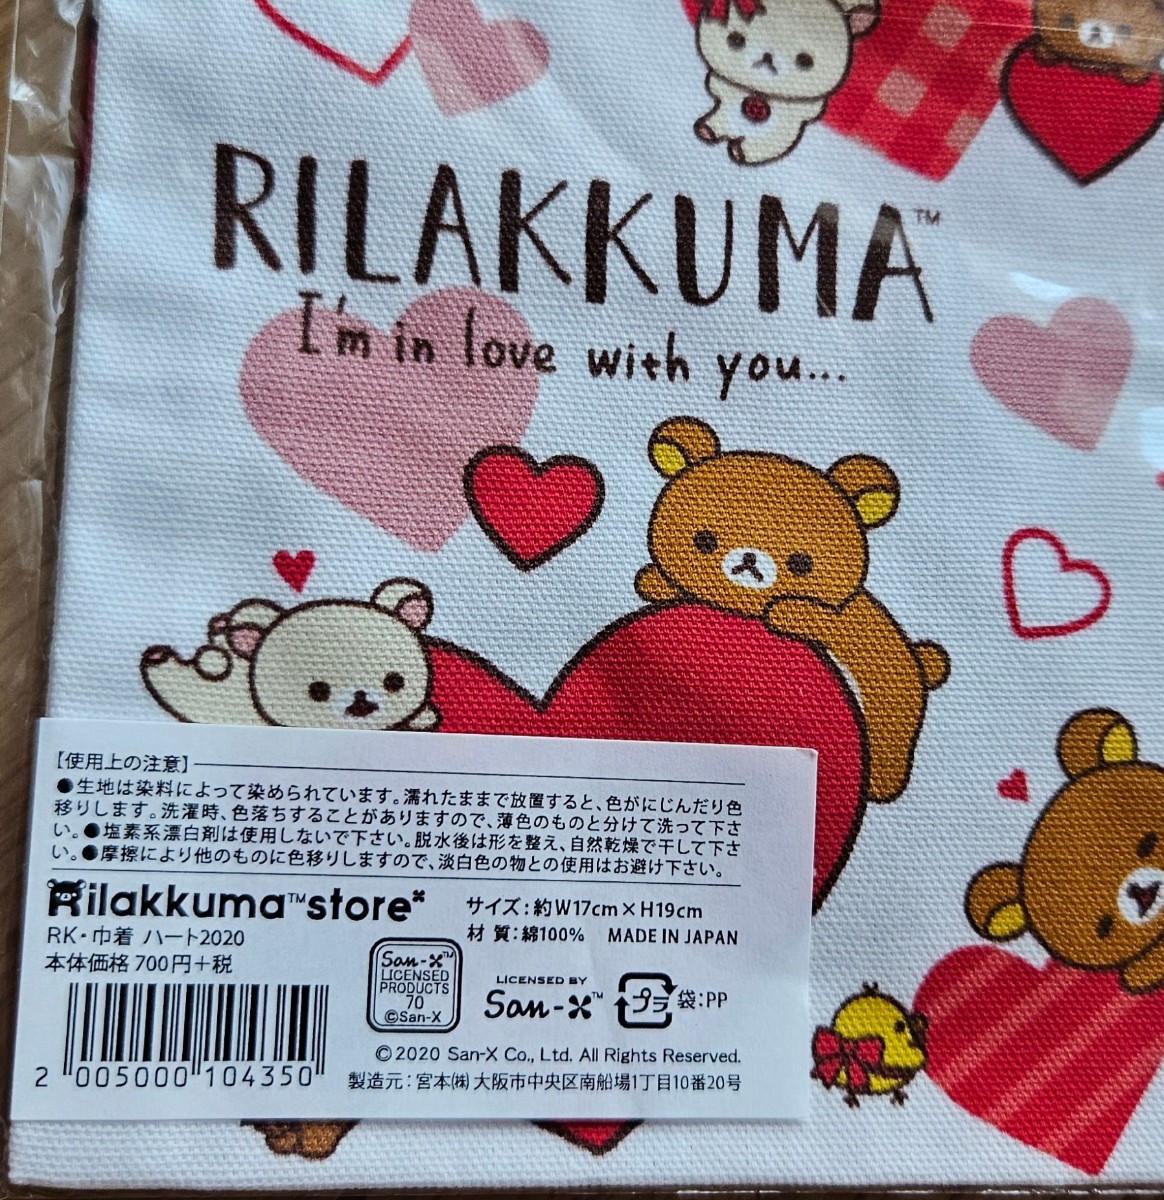 RILAKKUMA™
I'm in love with you...
【使用上の注意】
●生地は染料によって染められています。濡れたままで放置すると、色がにじんだり色
移りします。洗濯時、色落ちすることがありますので、薄色のものと分けて洗って下さ
い。●塩素系漂白剤は使用しないで下さい。脱水後は形を整え、自然乾燥で干して下さ
い。●摩擦により他のものに色移りしますので、淡白色の物との使用はお避け下さい。
Rilakkuma™store
RK・巾着 ハート2020
本体価格 700円+税
サイズ:約W17cm×H19cm
材 質:綿100% MADE IN JAPAN
San-X™
LICENSED
PRODUCTS
70
©San-X
LICENSED BY
San-X™
プラ 袋:PP
2 005000 104350
©2020 San-X Co., Ltd. All Rights Reserved.
製造元:宮本㈱ 大阪市中央区南船場1丁目10番20号